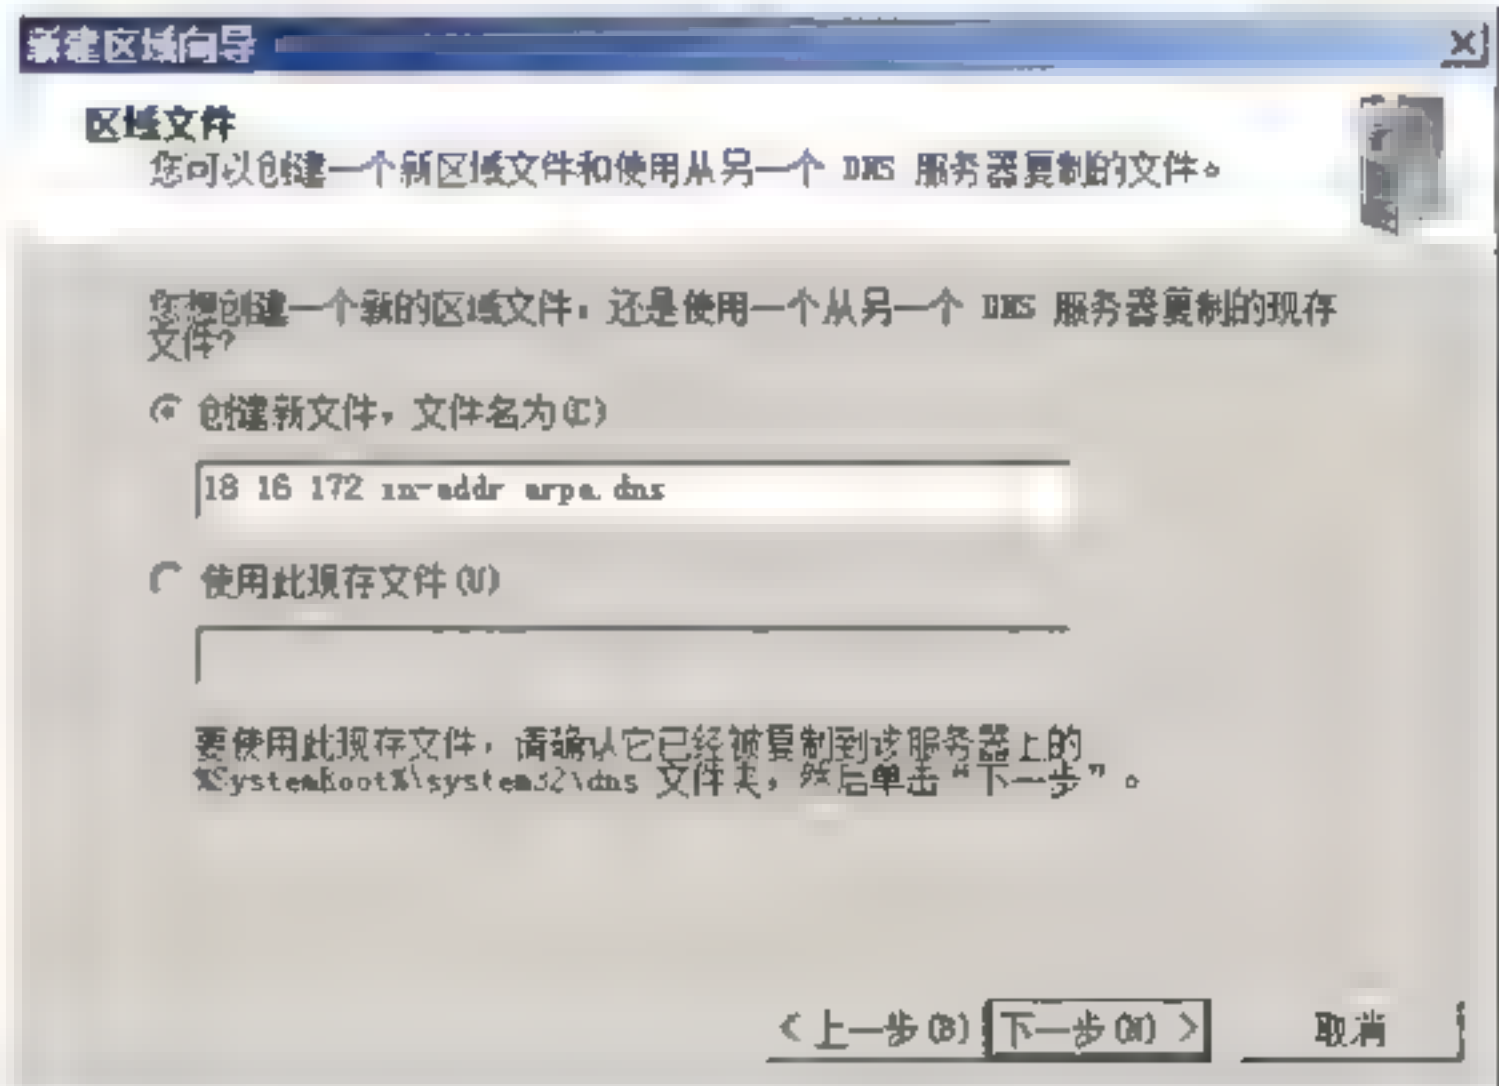 新建区域向导
区域文件
您可以创建一个新区域文件和使用从另一个 DNS 服务器复制的文件。
您想创建一个新的区域文件，还是使用一个从另一个 DNS 服务器复制的现存
文件?
创建新文件，文件名为(C)
18 16 172 in-addr arpa.dns
使用此现存文件(U)
要使用此现存文件，请确认它已经被复制到该服务器上的
%SystemRoot%\system32\dns 文件夹，然后单击“下一步”。
<上一步(B) 下一步(N) > 取消